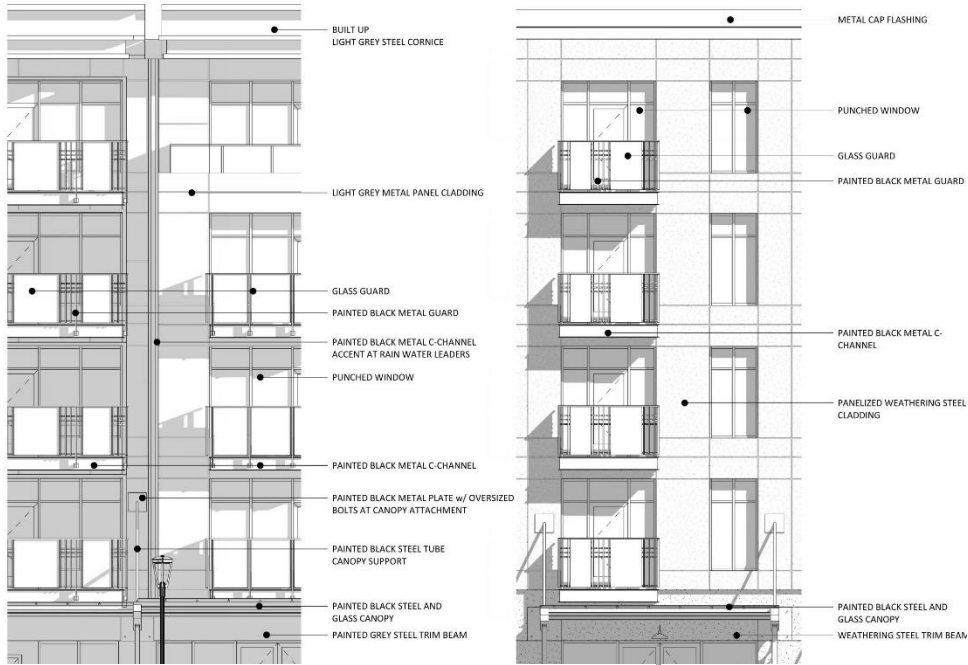 BUILT UP
LIGHT GREY STEEL CORNICE
LIGHT GREY METAL PANEL CLADDING
GLASS GUARD
PAINTED BLACK METAL GUARD
PAINTED BLACK METAL C-CHANNEL
ACCENT AT RAIN WATER LEADERS
PUNCHED WINDOW
PAINTED BLACK METAL C-CHANNEL
PAINTED BLACK METAL PLATE w/ OVERSIZED
BOLTS AT CANOPY ATTACHMENT
PAINTED BLACK STEEL TUBE
CANOPY SUPPORT
PAINTED BLACK STEEL AND
GLASS CANOPY
PAINTED GREY STEEL TRIM BEAM
METAL CAP FLASHING
PUNCHED WINDOW
GLASS GUARD
PAINTED BLACK METAL GUARD
PAINTED BLACK METAL C-
CHANNEL
PANELIZED WEATHERING STEEL
CLADDING
PAINTED BLACK STEEL AND
GLASS CANOPY
WEATHERING STEEL TRIM BEAM